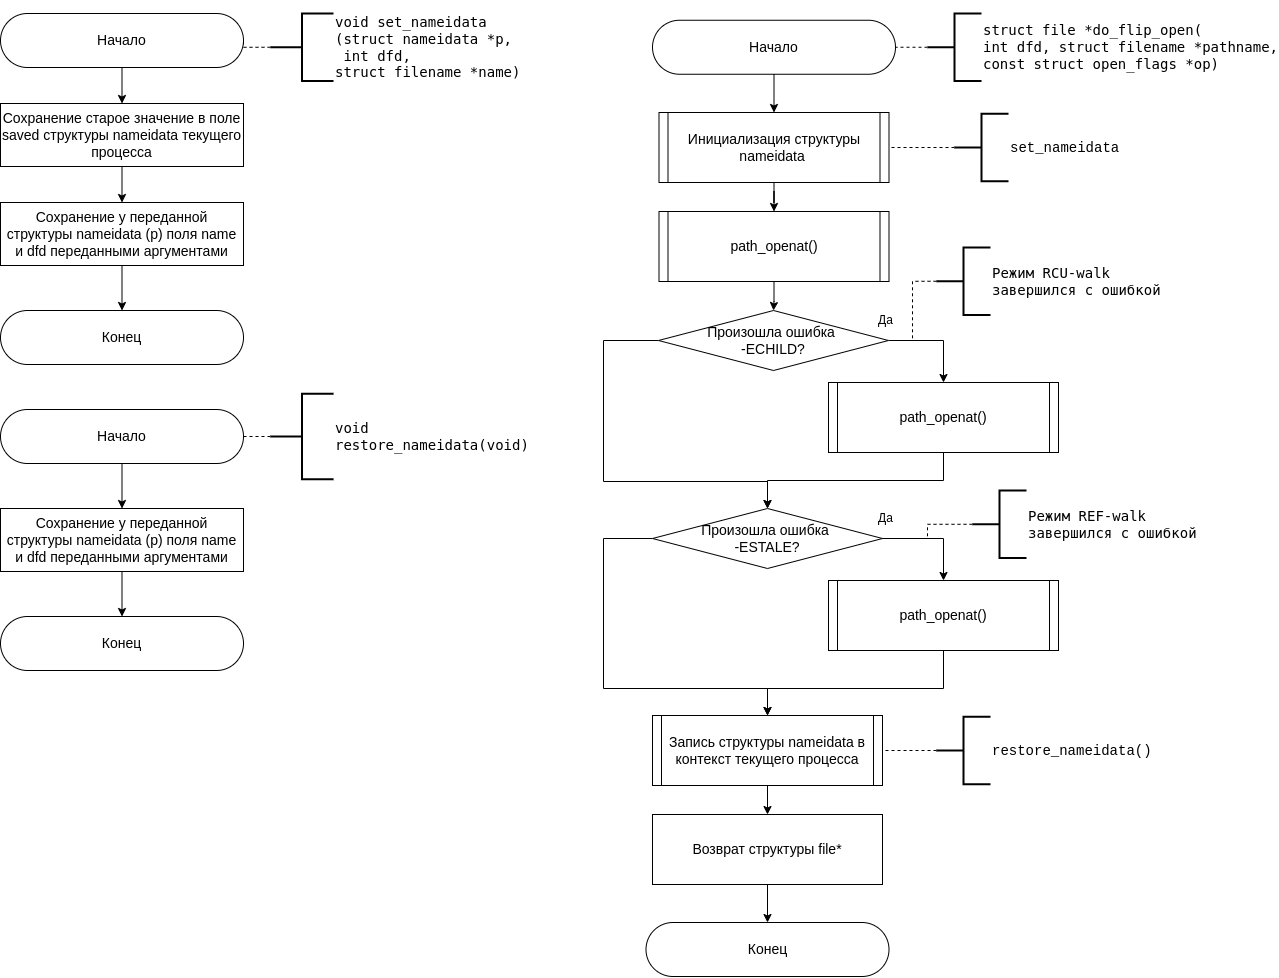 Начало
void set_nameidata
(struct nameidata *p,
int dfd,
struct filename *name)
Сохранение старое значение в поле
saved структуры nameidata текущего
процесса
Сохранение у переданной
структуры nameidata (p) поля name
и dfd переданными аргументами
Конец
Начало
void
restore_nameidata(void)
Сохранение у переданной
структуры nameidata (p) поля name
и dfd переданными аргументами
Конец
Начало
struct file *do_flip_open(
int dfd, struct filename *pathname,
const struct open_flags *op)
Инициализация структуры
nameidata
set_nameidata
path_openat()
Режим RCU-walk
завершился с ошибкой
Произошла ошибка
-ECHILD?
Да
path_openat()
Режим REF-walk
завершился с ошибкой
Произошла ошибка
-ESTALE?
Да
path_openat()
Запись структуры nameidata в
контекст текущего процесса
restore_nameidata()
Возврат структуры file*
Конец